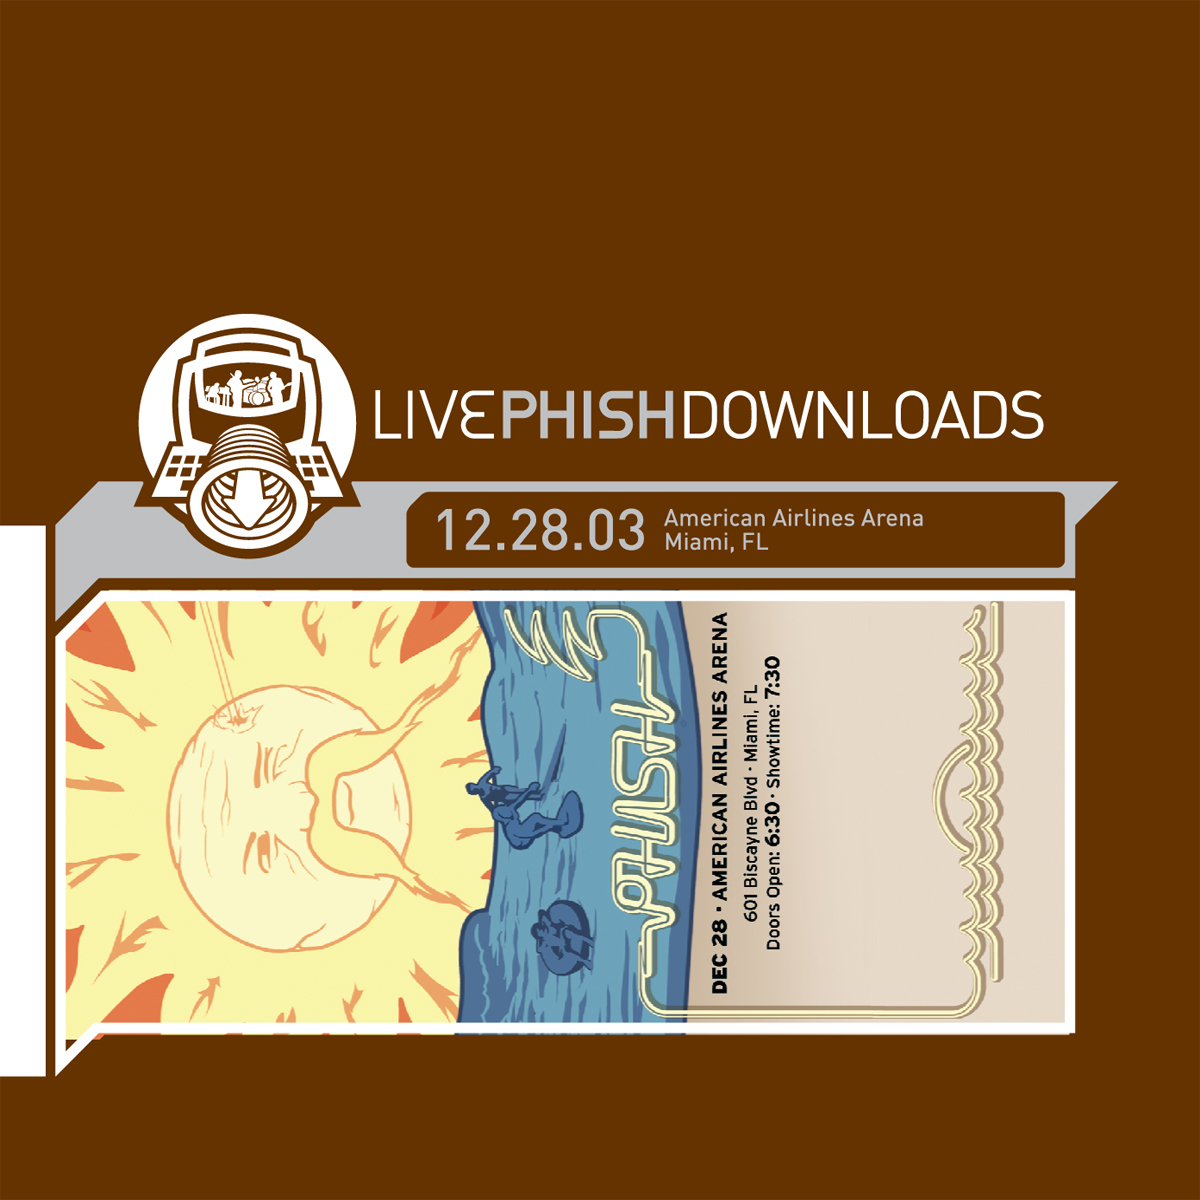 LIVEPHISHDOWNLOADS
12.28.03
American Airlines Arena
Miami, FL
PHISH
DEC 28 · AMERICAN AIRLINES ARENA
601 Biscayne Blvd · Miami, FL
Doors Open: 6:30 · Showtime: 7:30